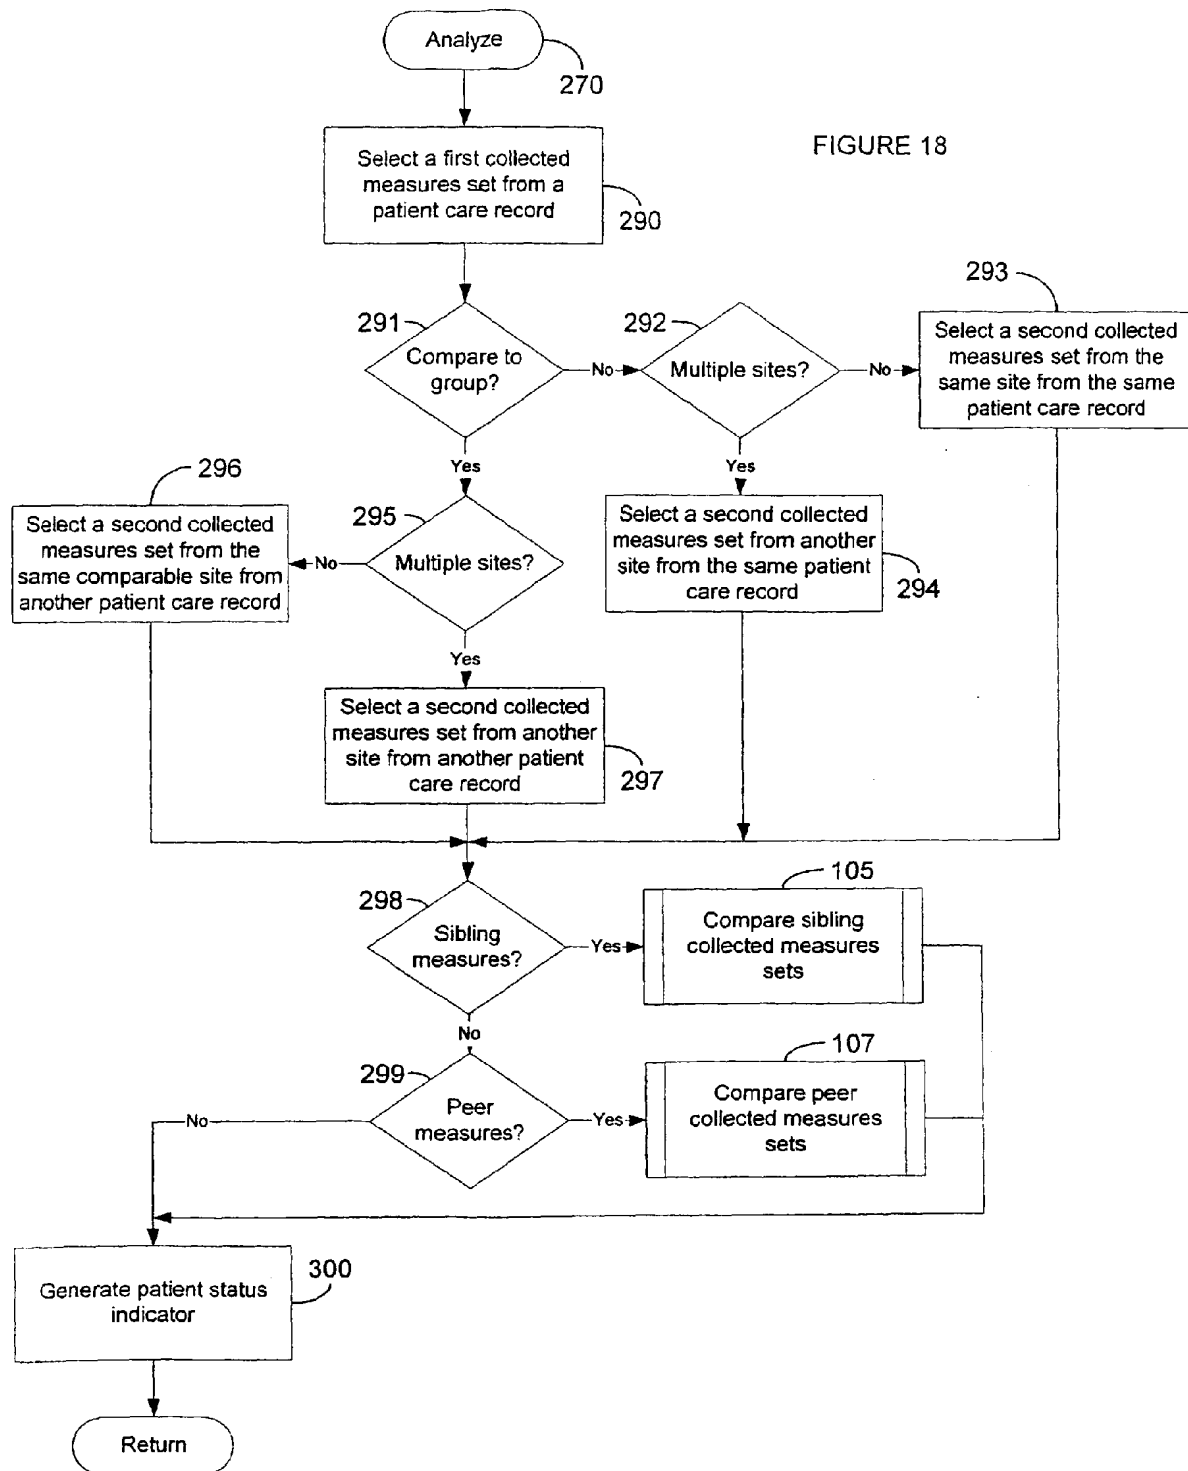 Analyze
270
FIGURE 18
Select a first collected
measures set from a
patient care record
290
293
291
Compare to
group?
No
292
Multiple sites?
No
Select a second collected
measures set from the
same site from the same
patient care record
Yes
Yes
296
Select a second collected
measures set from the
same comparable site from
another patient care record
No
295
Multiple sites?
Select a second collected
measures set from another
site from the same patient
care record
294
Yes
Select a second collected
measures set from another
site from another patient
care record
297
298
Sibling
measures?
Yes
105
Compare sibling
collected measures
sets
No
299
Peer
measures?
No
Yes
107
Compare peer
collected measures
sets
Generate patient status
indicator
300
Return